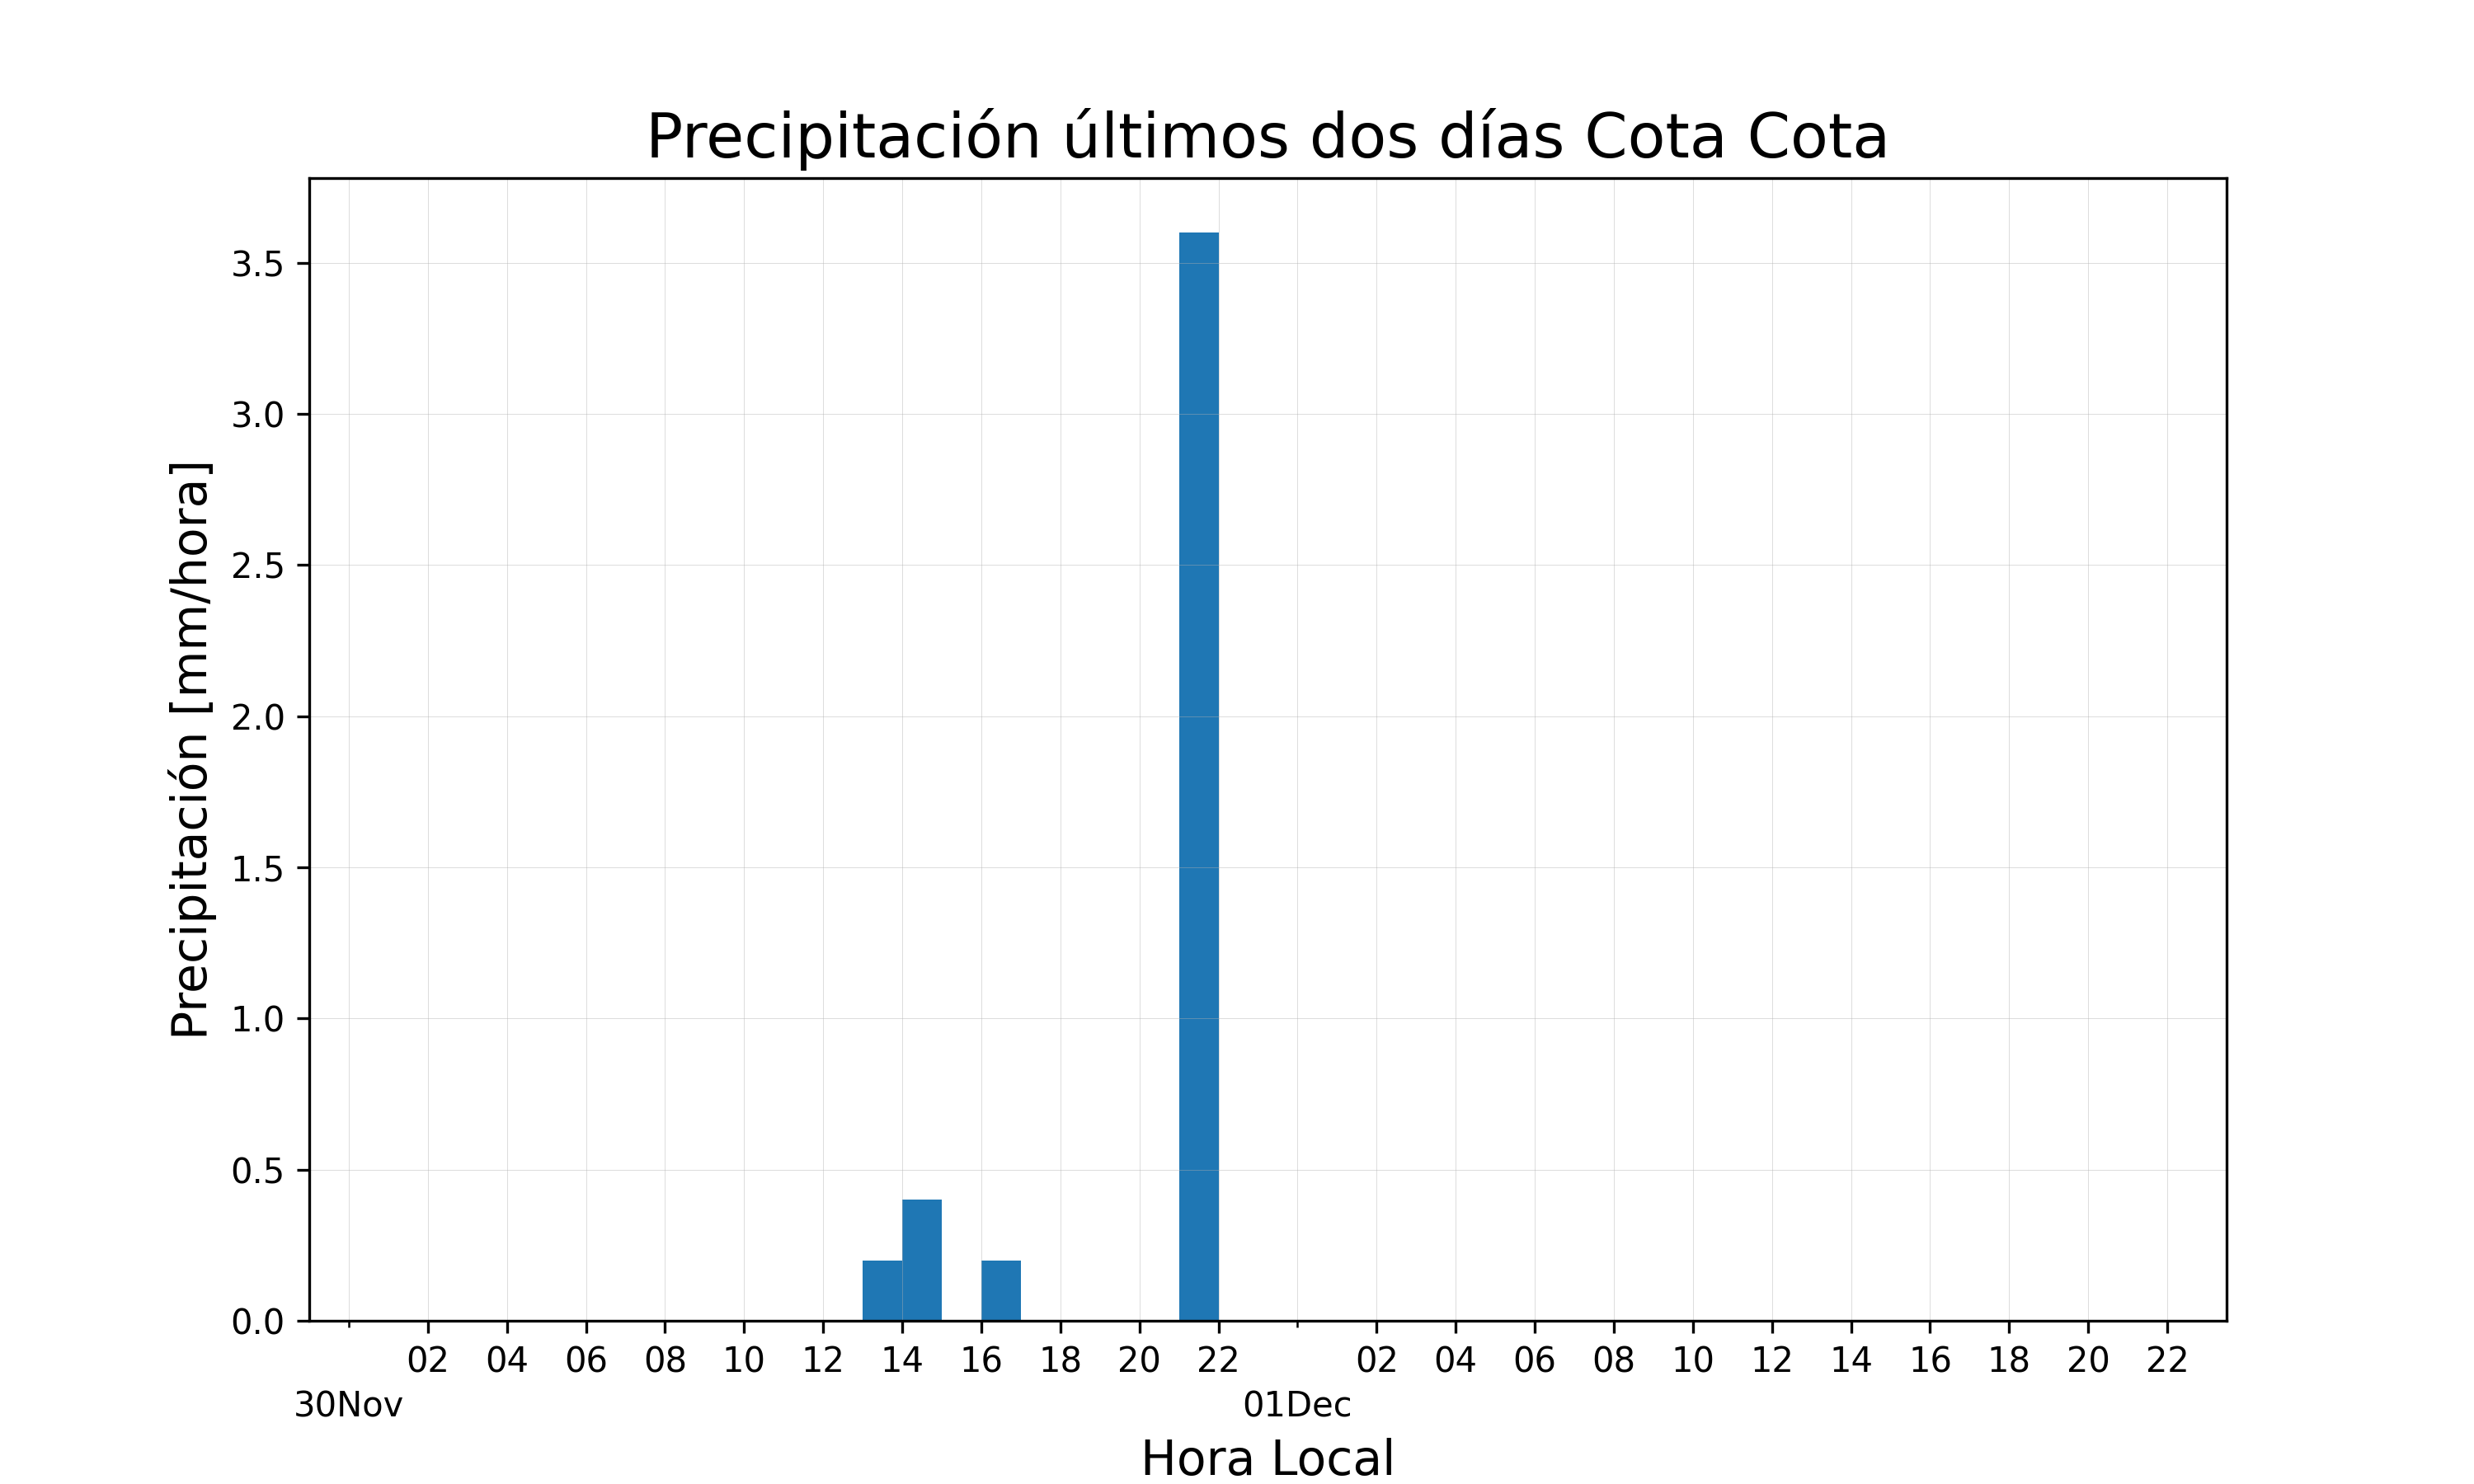 Precipitación últimos dos días Cota Cota
Precipitación [mm/hora]
3.5
3.0
2.5
2.0
1.5
1.0
0.5
0.0
02 04 06 08 10 12 14 16 18 20 22 02 04 06 08 10 12 14 16 18 20 22
30Nov 01Dec
Hora Local